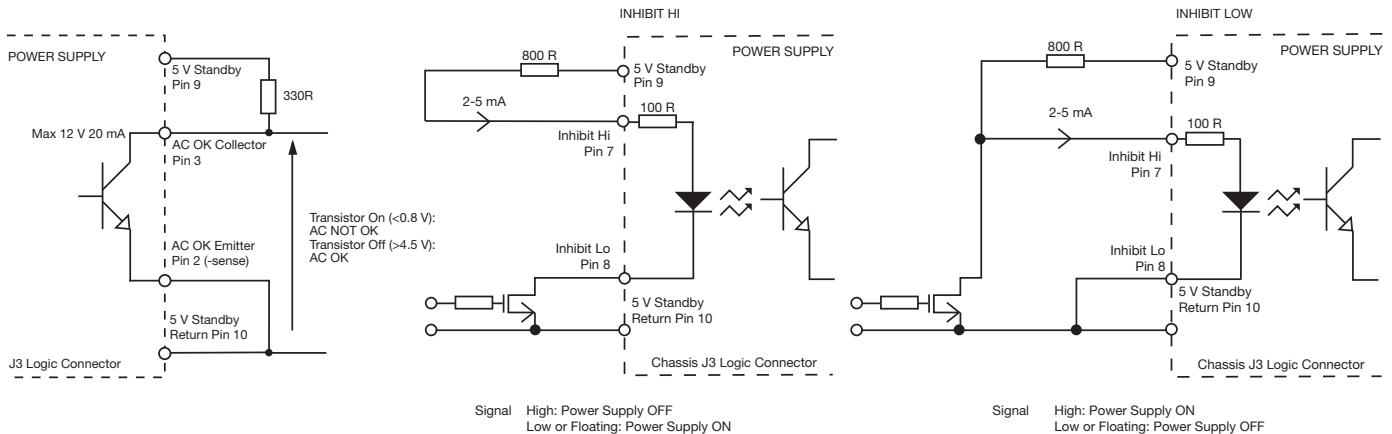 POWER SUPPLY
5 V Standby
Pin 9
330R
Max 12 V 20 mA
AC OK Collector
Pin 3
Transistor On (<0.8 V):
AC NOT OK
Transistor Off (>4.5 V):
AC OK
AC OK Emitter
Pin 2 (-sense)
5 V Standby
Return Pin 10
J3 Logic Connector
INHIBIT HI
POWER SUPPLY
800 R
5 V Standby
Pin 9
2-5 mA
100 R
Inhibit Hi
Pin 7
Inhibit Lo
Pin 8
5 V Standby
Return Pin 10
Chassis J3 Logic Connector
Signal High: Power Supply OFF
Low or Floating: Power Supply ON
INHIBIT LOW
POWER SUPPLY
800 R
5 V Standby
Pin 9
2-5 mA
100 R
Inhibit Hi
Pin 7
Inhibit Lo
Pin 8
5 V Standby
Return Pin 10
Chassis J3 Logic Connector
Signal High: Power Supply ON
Low or Floating: Power Supply OFF